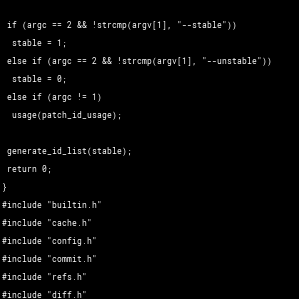 if (argc == 2 && !strcmp(argv[1], "--stable"))
stable = 1;
else if (argc == 2 && !strcmp(argv[1], "--unstable"))
stable = 0;
else if (argc != 1)
usage(patch_id_usage);

generate_id_list(stable);
return 0;
}
#include "builtin.h"
#include "cache.h"
#include "config.h"
#include "commit.h"
#include "refs.h"
#include "diff.h"